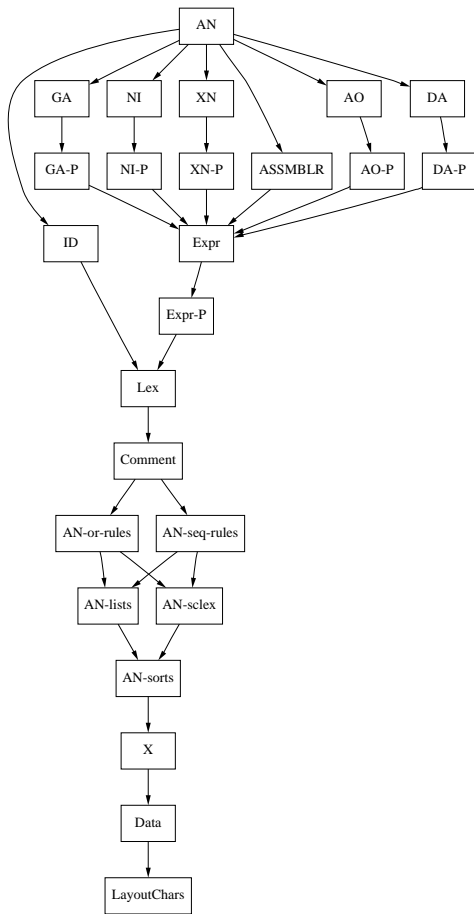 AN
GA NI XN AO DA
GA-P NI-P XN-P ASSMBLR AO-P DA-P
ID Expr
Expr-P
Lex
Comment
AN-or-rules AN-seq-rules
AN-lists AN-sclex
AN-sorts
X
Data
LayoutChars